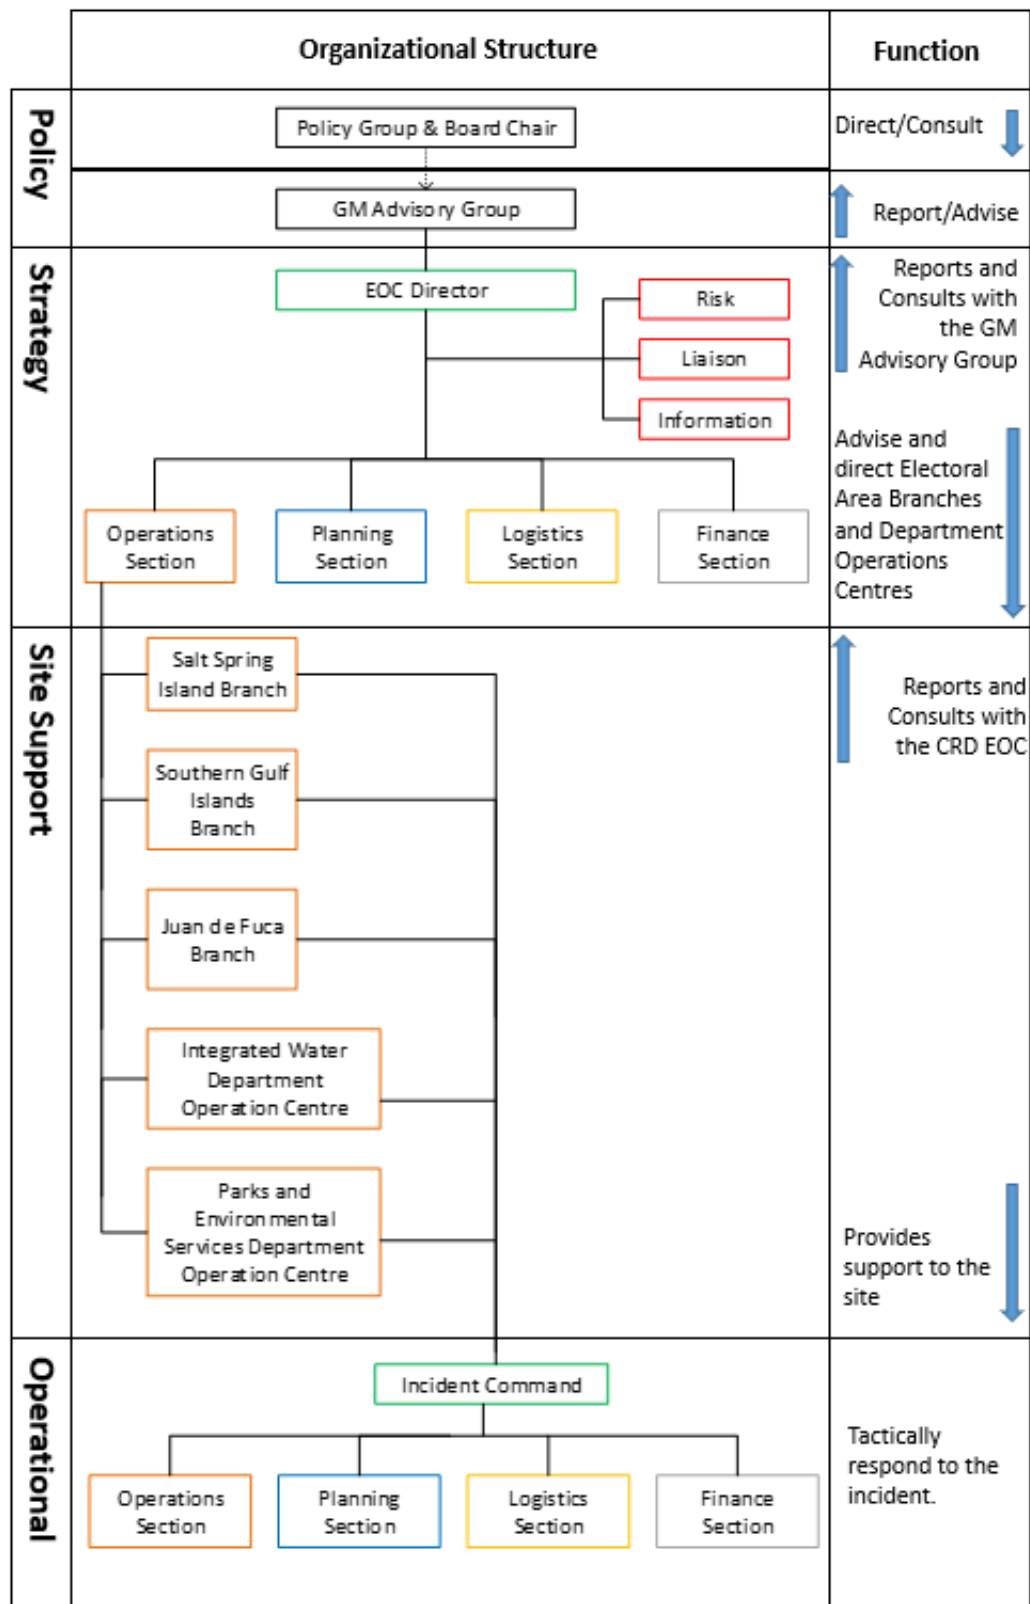 Organizational Structure
Function
Policy
Policy Group & Board Chair
Direct/Consult
GM Advisory Group
Report/Advise
Strategy
EOC Director
Risk
Liaison
Information
Reports and
Consults with
the GM
Advisory Group
Operations
Section
Planning
Section
Logistics
Section
Finance
Section
Advise and
direct Electoral
Area Branches
and Department
Operations
Centres
Site Support
Salt Spring
Island Branch
Southern Gulf
Islands
Branch
Juan de Fuca
Branch
Integrated Water
Department
Operation Centre
Parks and
Environmental
Services Department
Operation Centre
Reports and
Consults with
the CRD EOC
Provides
support to the
site
Operational
Incident Command
Operations
Section
Planning
Section
Logistics
Section
Finance
Section
Tactically
respond to the
incident.